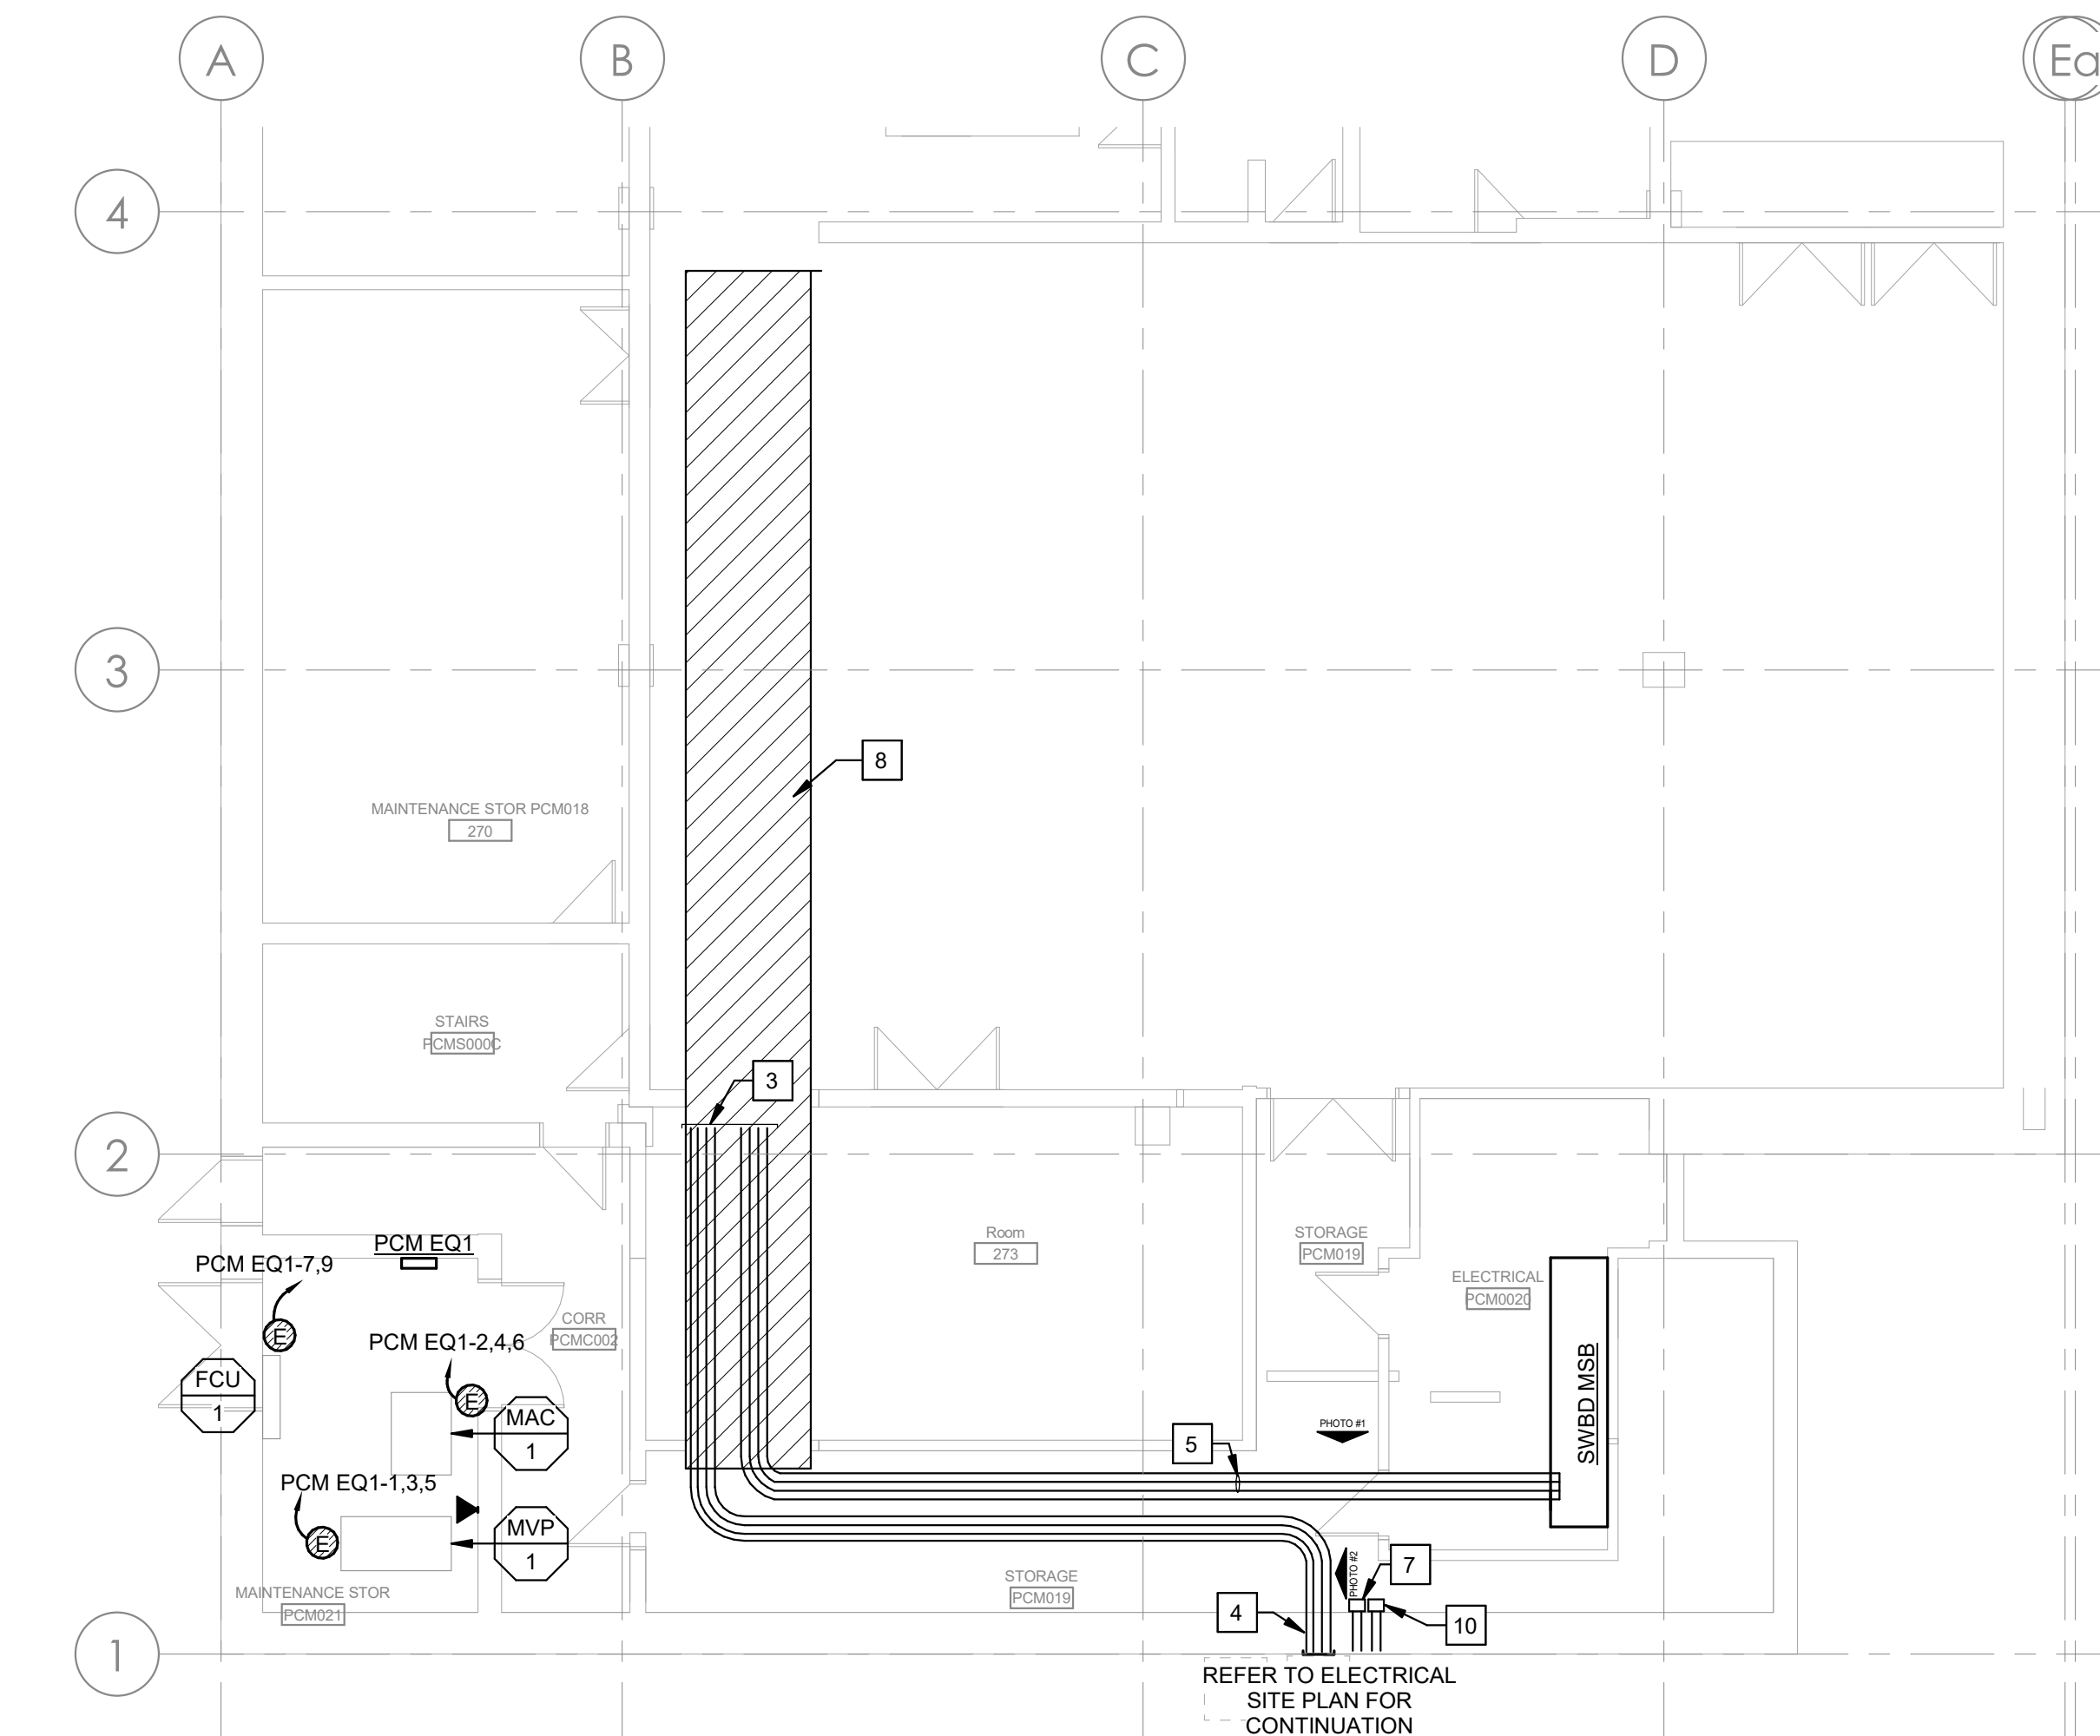 A
B
C
D
Ea
4
3
8
MAINTENANCE STOR PCM018
270
STAIRS
PCMS000C
3
2
Room
273
STORAGE
PCM019
PCM EQ1
PCM EQ1-7,9
ELECTRICAL
PCM0020
CORR
PCMC002
E
PCM EQ1-2,4,6
FCU
1
E
MAC
1
SWBD MSB
PHOTO #1
5
PCM EQ1-1,3,5
MVP
1
E
PHOTO #2
7
MAINTENANCE STOR
PCM021
STORAGE
PCM019
4
10
1
REFER TO ELECTRICAL
SITE PLAN FOR
CONTINUATION